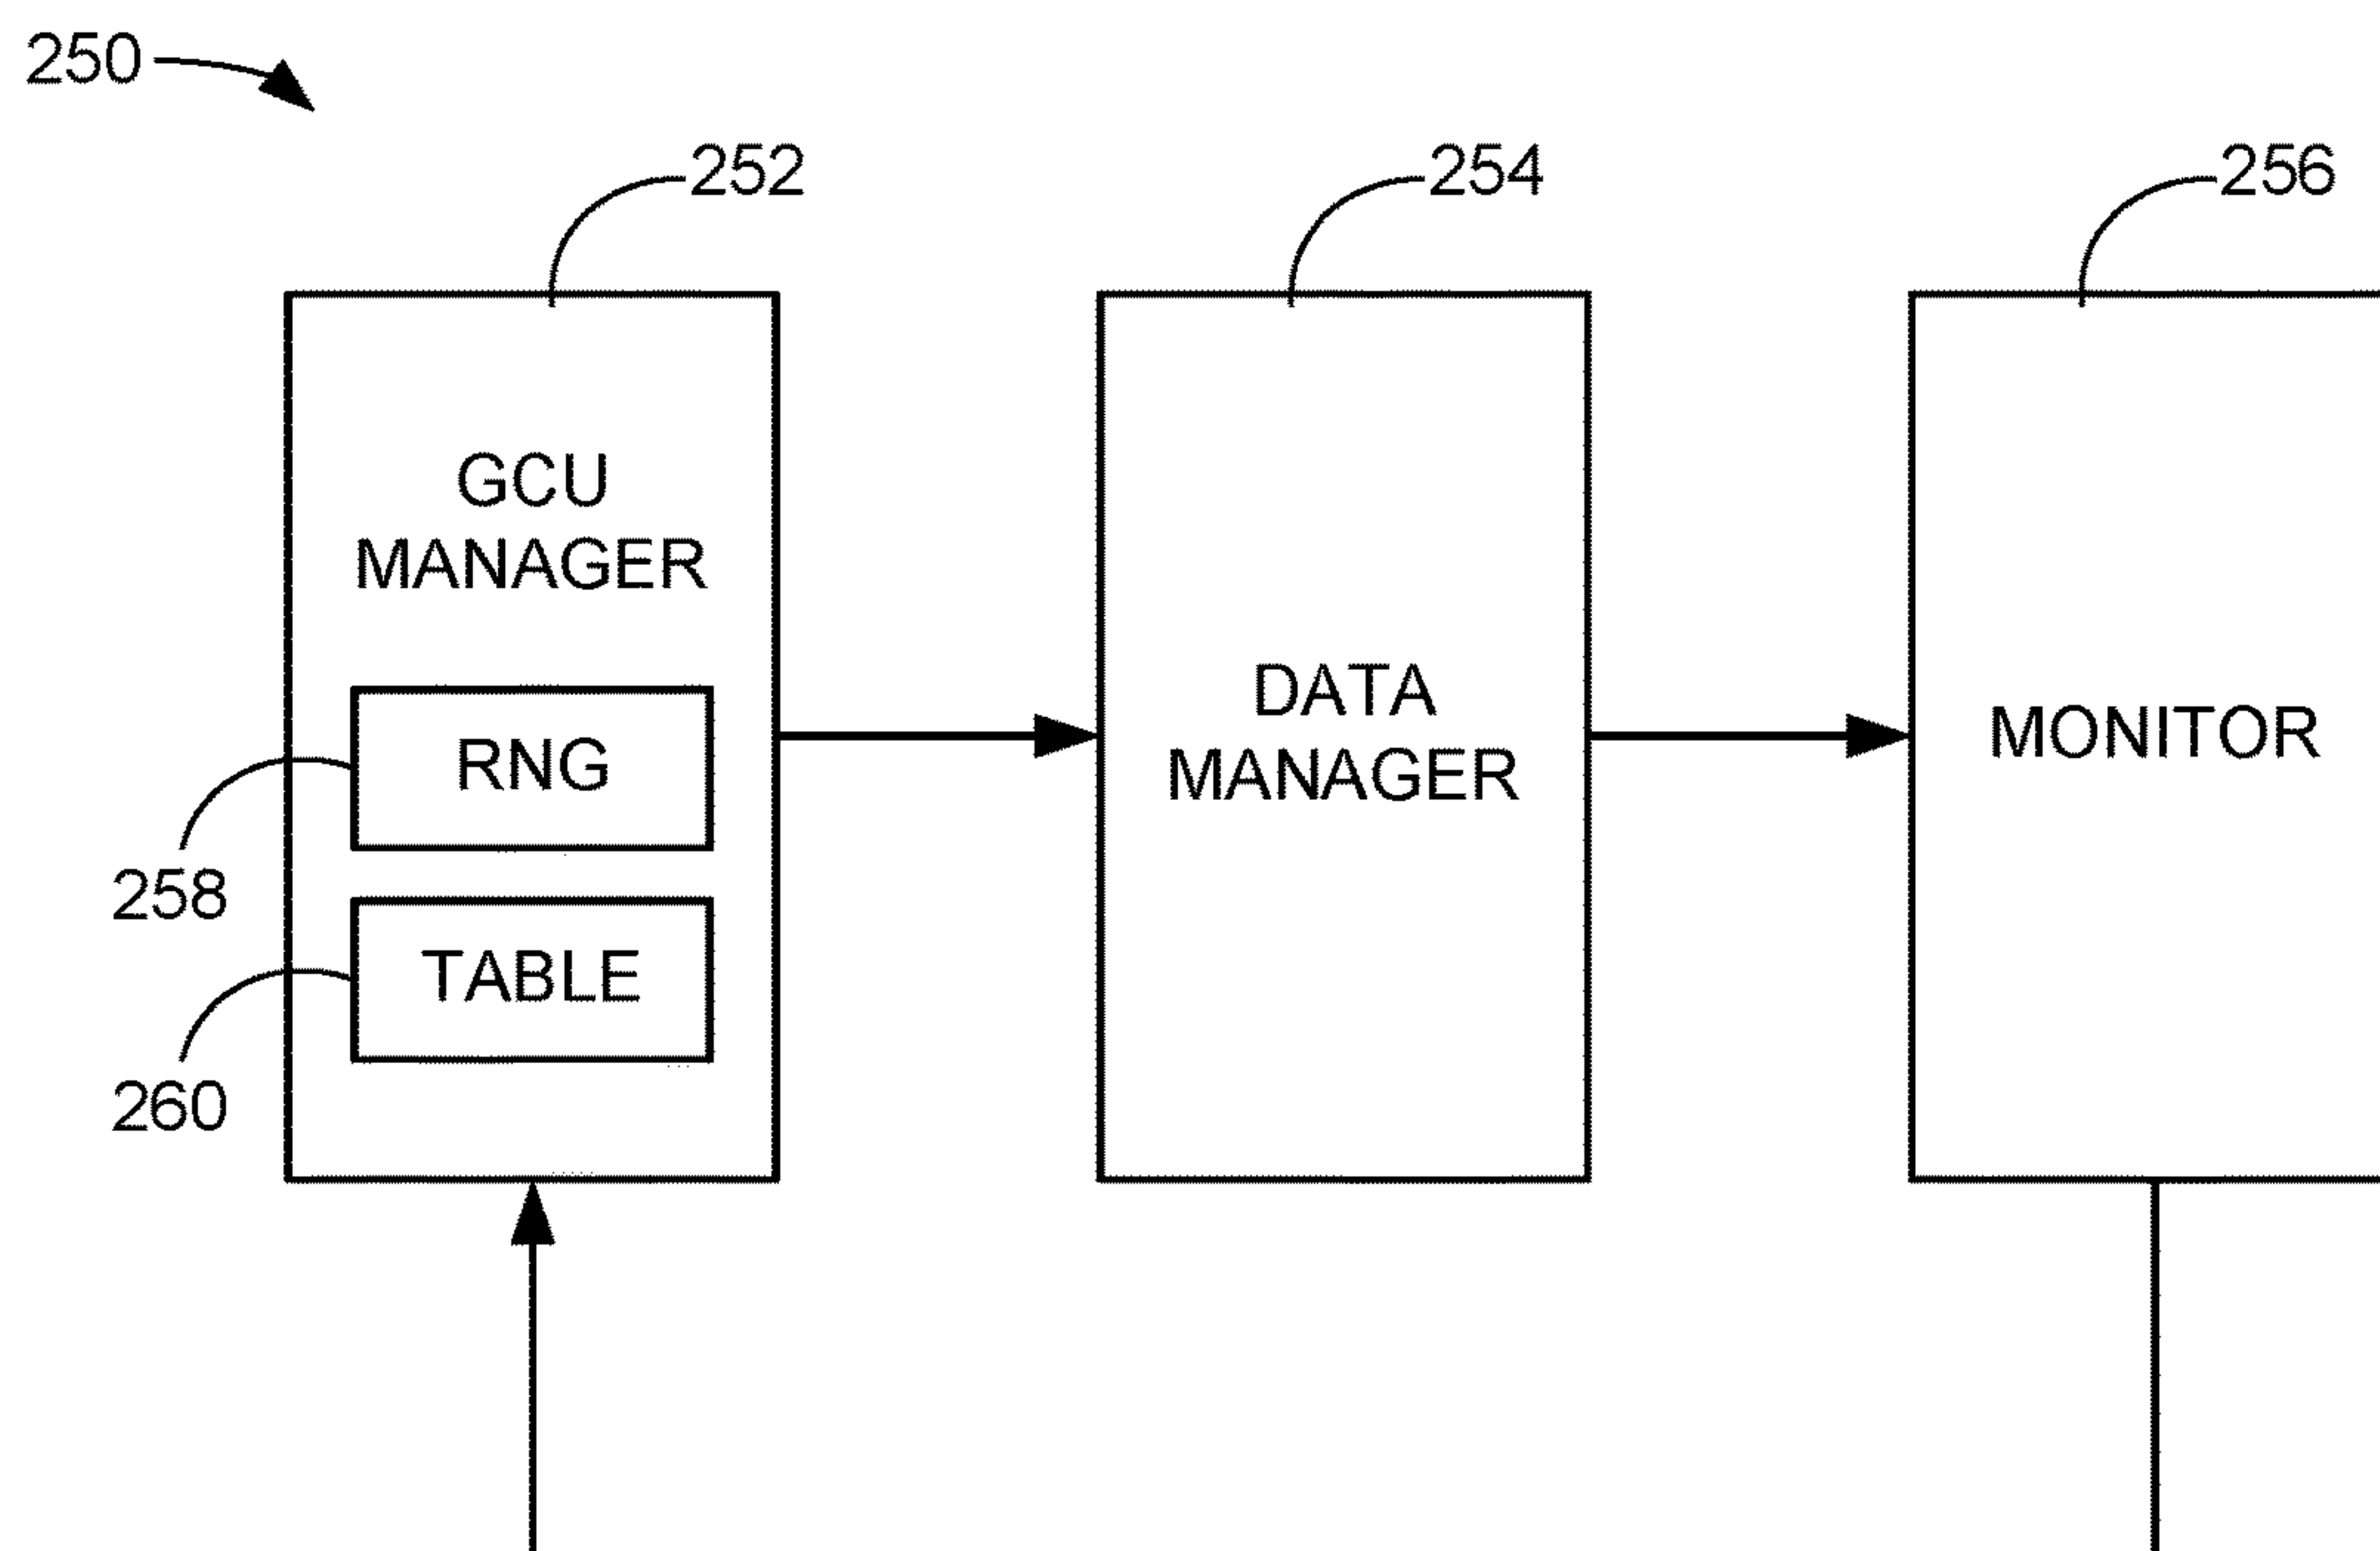 250
252
254
256
GCU
MANAGER
DATA
MANAGER
MONITOR
RNG
258
TABLE
260